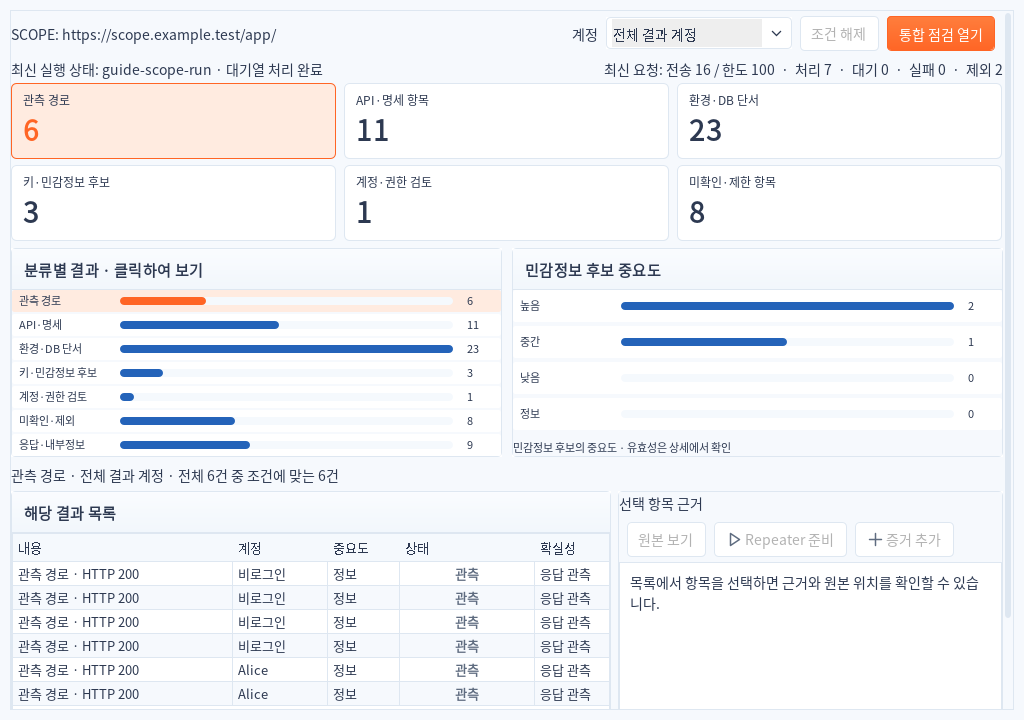 SCOPE: https://scope.example.test/app/
계정
전체 결과 계정
조건 해제
통합 점검 열기
최신 실행 상태: guide-scope-run · 대기열 처리 완료
최신 요청: 전송 16 / 한도 100 · 처리 7 · 대기 0 · 실패 0 · 제외 2
관측 경로
6
API·명세 항목
11
환경·DB 단서
23
키·민감정보 후보
3
계정·권한 검토
1
미확인·제한 항목
8
분류별 결과 · 클릭하여 보기
관측 경로 6
API·명세 11
환경·DB 단서 23
키·민감정보 후보 3
계정·권한 검토 1
미확인·제외 8
응답·내부정보 9
민감정보 후보 중요도
높음 2
중간 1
낮음 0
정보 0
민감정보 후보의 중요도 · 유효성은 상세에서 확인
관측 경로 · 전체 결과 계정 · 전체 6건 중 조건에 맞는 6건
해당 결과 목록
내용 계정 중요도 상태 확실성
관측 경로 · HTTP 200 비로그인 정보 관측 응답 관측
관측 경로 · HTTP 200 비로그인 정보 관측 응답 관측
관측 경로 · HTTP 200 비로그인 정보 관측 응답 관측
관측 경로 · HTTP 200 비로그인 정보 관측 응답 관측
관측 경로 · HTTP 200 Alice 정보 관측 응답 관측
관측 경로 · HTTP 200 Alice 정보 관측 응답 관측
선택 항목 근거
원본 보기
Repeater 준비
증거 추가
목록에서 항목을 선택하면 근거와 원본 위치를 확인할 수 있습
니다.